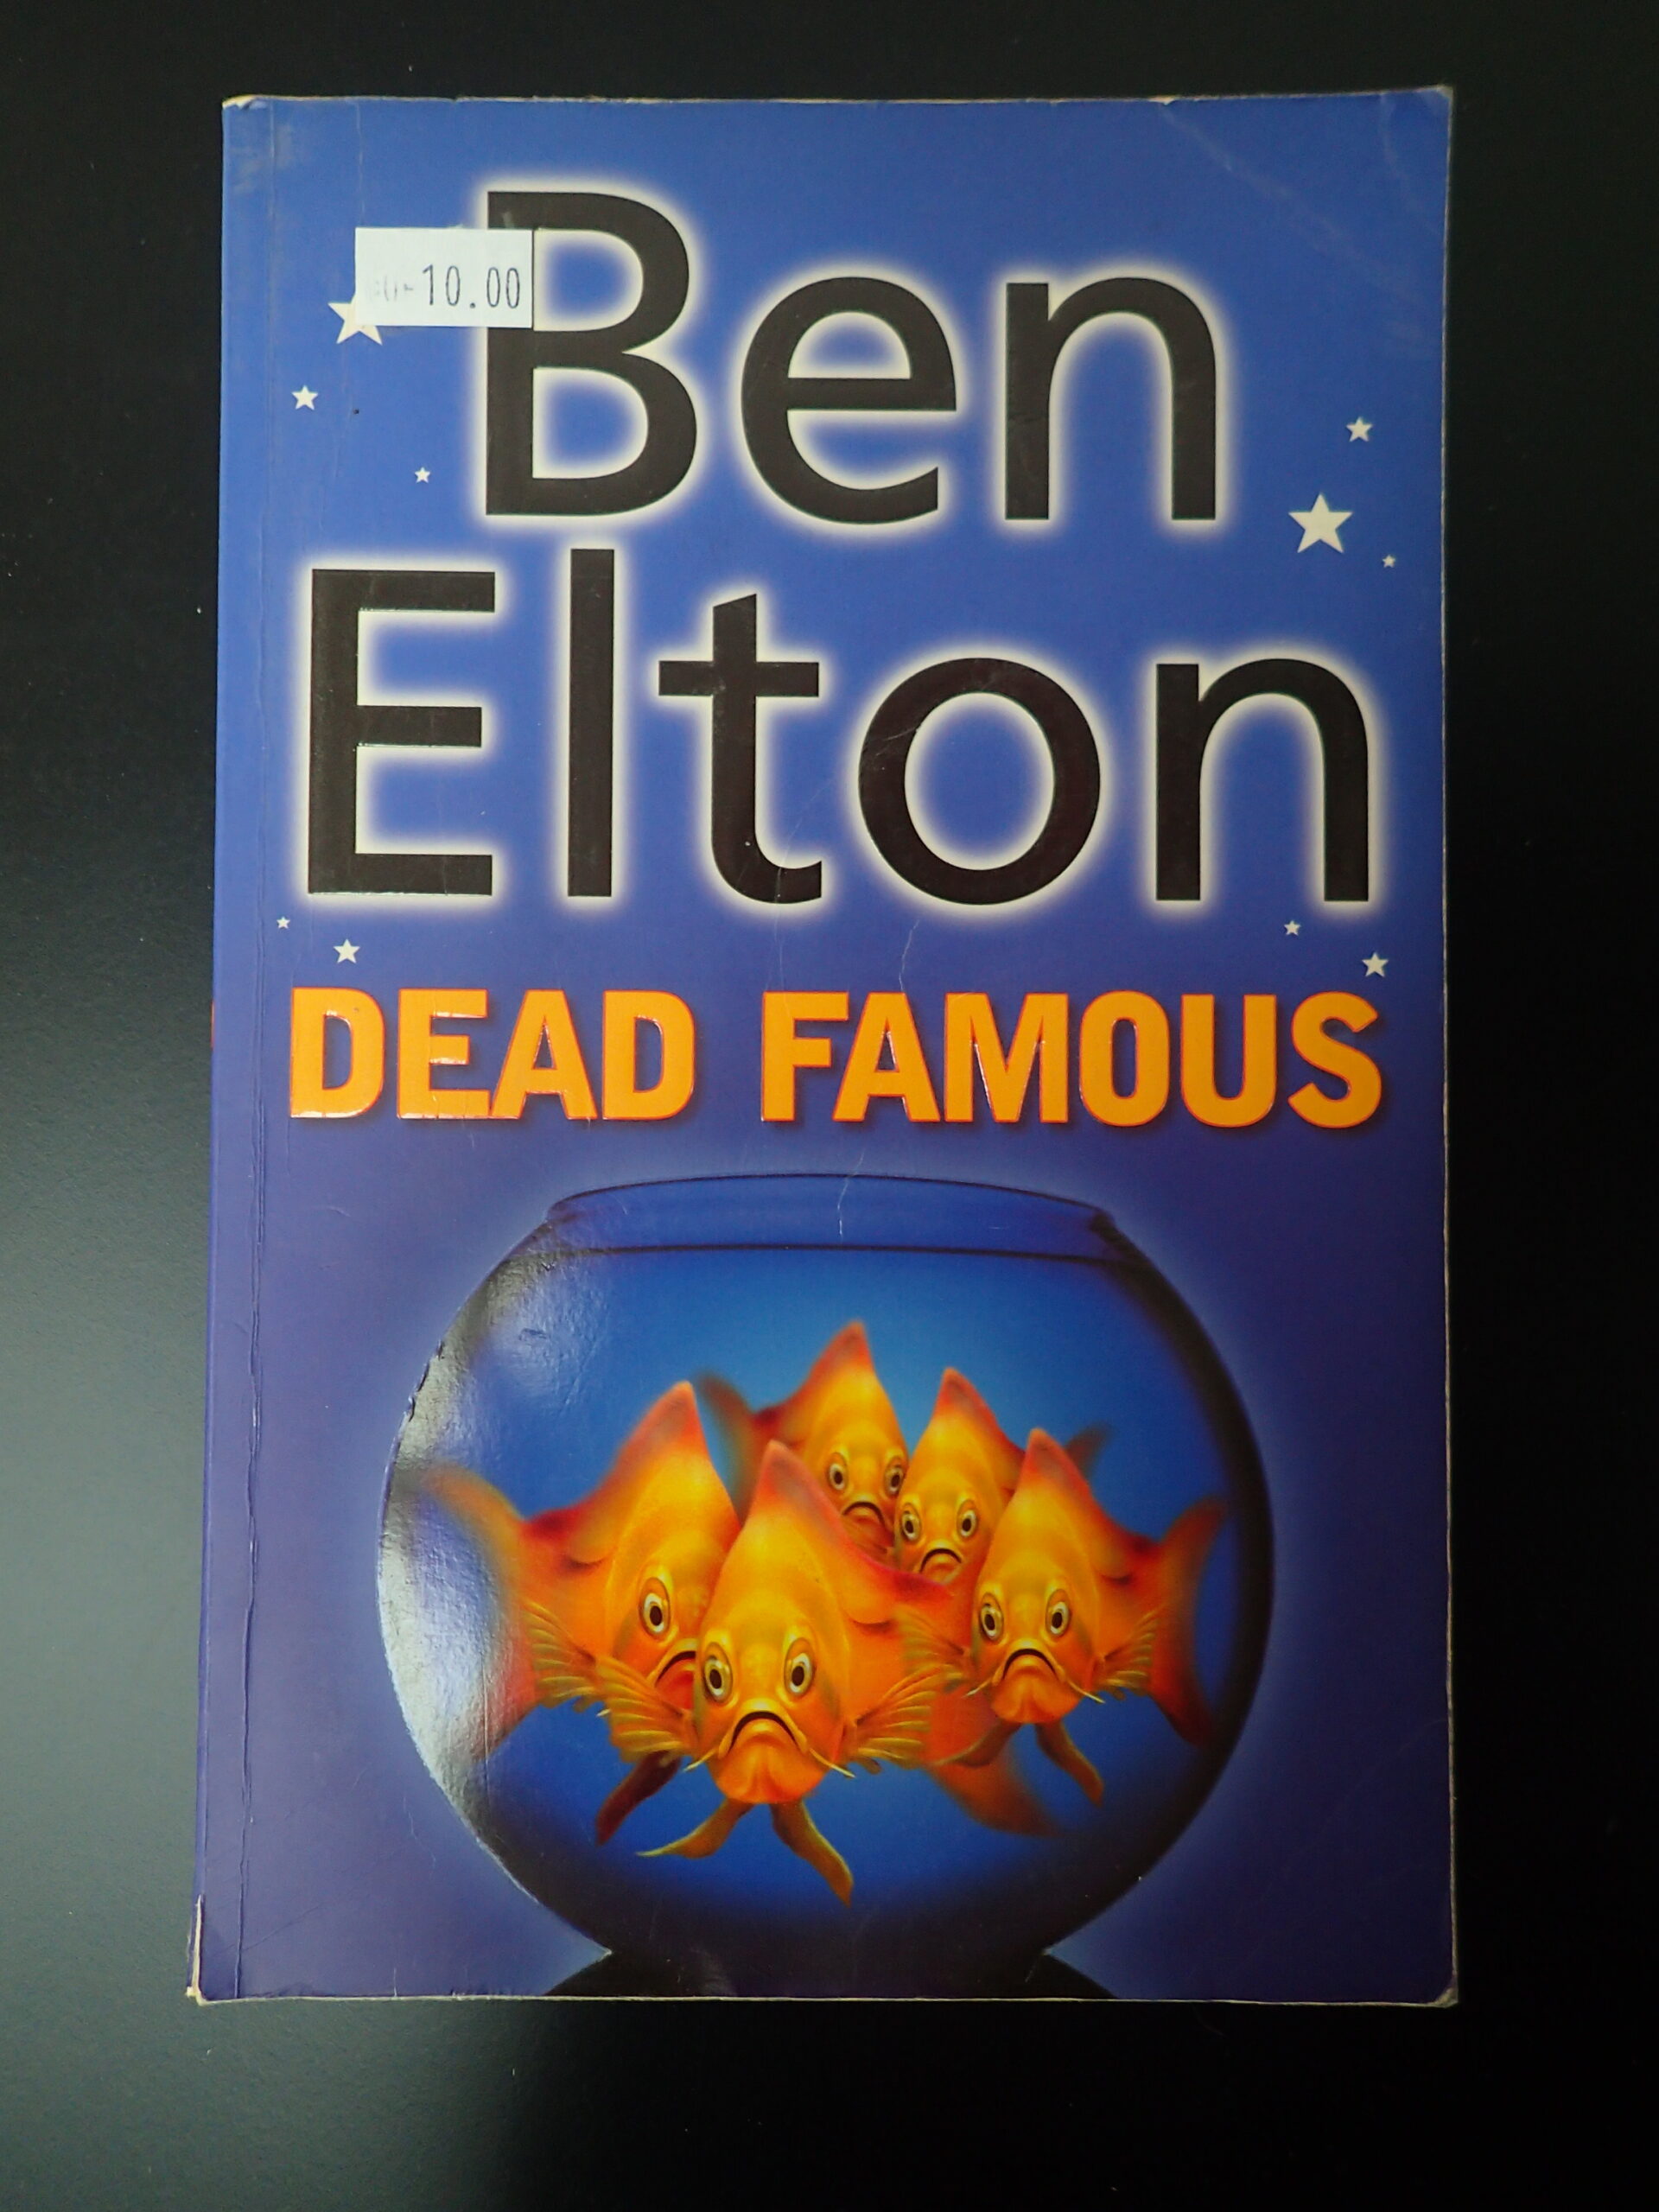 Ben
10.00
Elton
DEAD FAMOUS